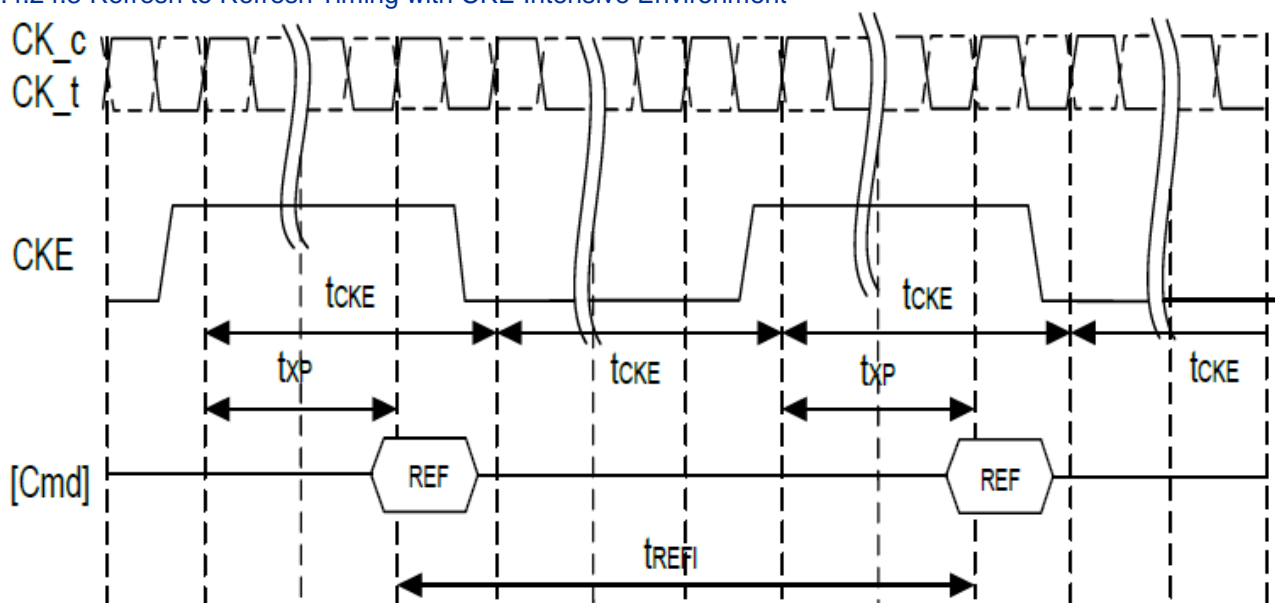 Refresh to Refresh Timing with CKE Intensive Environment
CK_c
CK_t
CKE
tCKE
tCKE
tXP
tCKE
tXP
tCKE
[Cmd]
REF
REF
tREFI